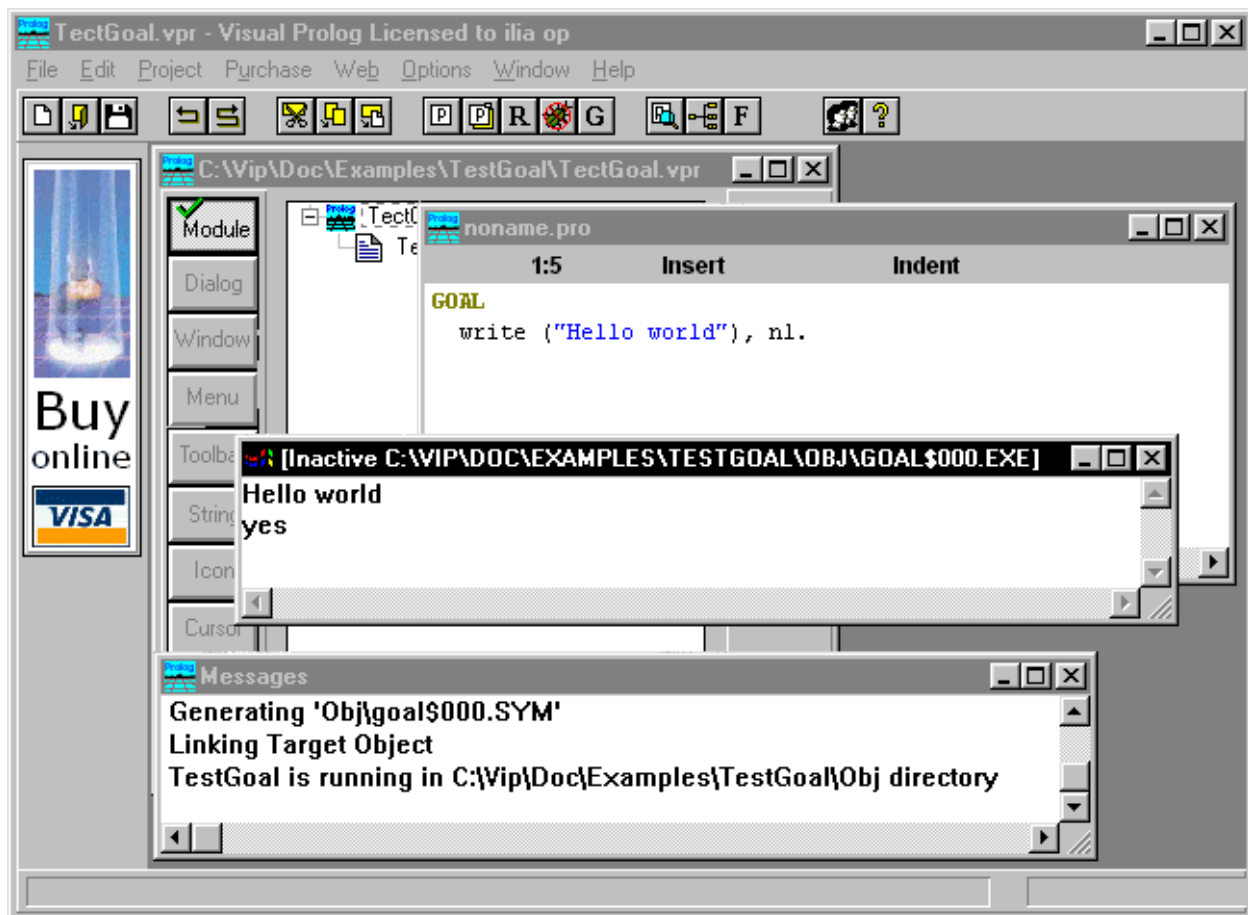 TectGoal.vpr - Visual Prolog Licensed to ilia op
File Edit Project Purchase Web Options Window Help
P P R G F ?
C:\Vip\Doc\Examples\TestGoal\TectGoal.vpr
Module
Dialog
Window
Menu
Toolba
String
Icon
Cursor
Buy
online
VISA
noname.pro
1:5 Insert Indent
GOAL
write ("Hello world"), nl.
[Inactive C:\VIP\DOC\EXAMPLES\TESTGOAL\OBJ\GOAL$000.EXE]
Hello world
yes
Messages
Generating 'Obj\goal$000.SYM'
Linking Target Object
TestGoal is running in C:\Vip\Doc\Examples\TestGoal\Obj directory